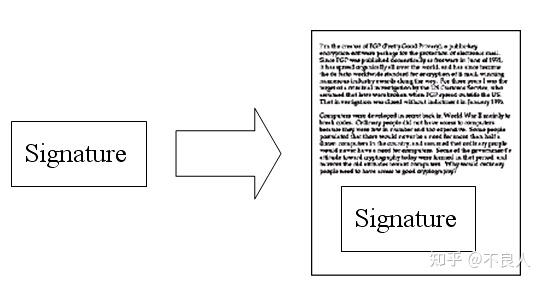 I'm the creator of PGP (Pretty Good Privacy), a public-key
encryption software package for the protection of electronic mail.
Since PGP was published domestically as freeware in June of 1991,
it has spread organically all over the world, and has since become
the de facto worldwide standard for encryption of E-mail, winning
numerous industry awards along the way. For three years I was the
target of a criminal investigation by the US Customs Service, who
assumed that laws were broken when PGP spread outside the US.
That investigation was closed without indictment in January 1996.
Computers were developed in secret back in World War II mainly to
break codes. Ordinary people did not have access to computers
because they were few in number and too expensive. Some people
postulated that there would never be a need for more than half a
dozen computers in the country, and assumed that ordinary people
would never have a need for computers. Some of the government's
attitude toward cryptography today were formed in that period, and
mirrors the old attitudes toward computers. Why would ordinary
people need to have access to good cryptography?
Signature
Signature
知乎 @不良人